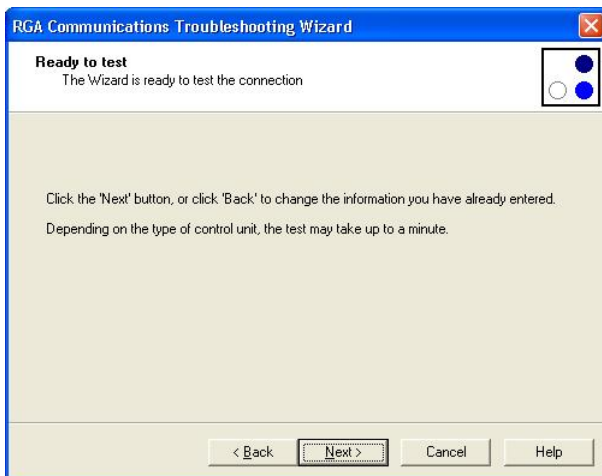 RGA Communications Troubleshooting Wizard
Ready to test
The Wizard is ready to test the connection
Click the 'Next' button, or click 'Back' to change the information you have already entered.
Depending on the type of control unit, the test may take up to a minute.
< Back Next > Cancel Help